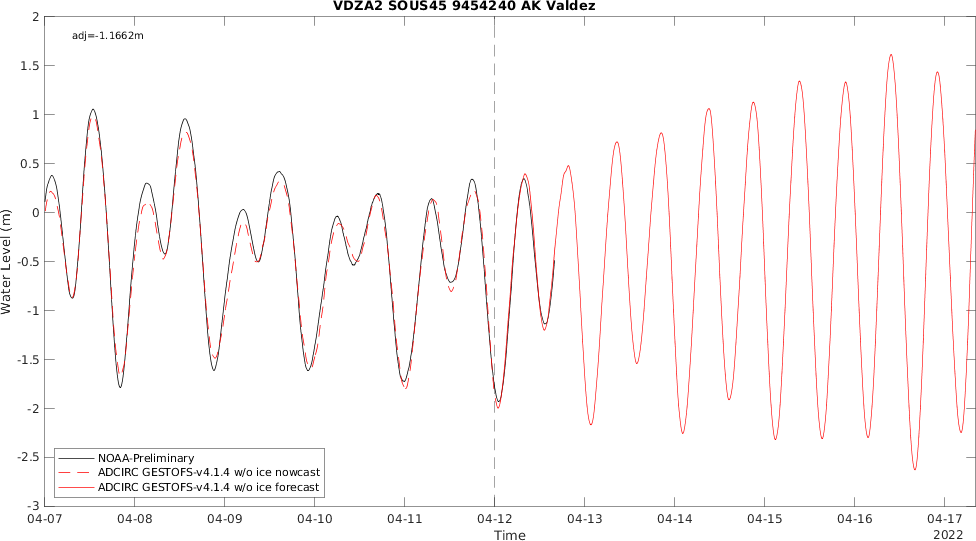 VDZA2 SOUS45 9454240 AK Valdez
adj=-1.1662m
2
1.5
1
0.5
0
-0.5
-1
-1.5
-2
-2.5
-3
Water Level (m)
NOAA-Preliminary
ADCIRC GESTOFS-v4.1.4 w/o ice nowcast
ADCIRC GESTOFS-v4.1.4 w/o ice forecast
04-07 04-08 04-09 04-10 04-11 04-12 04-13 04-14 04-15 04-16 04-17
Time
2022